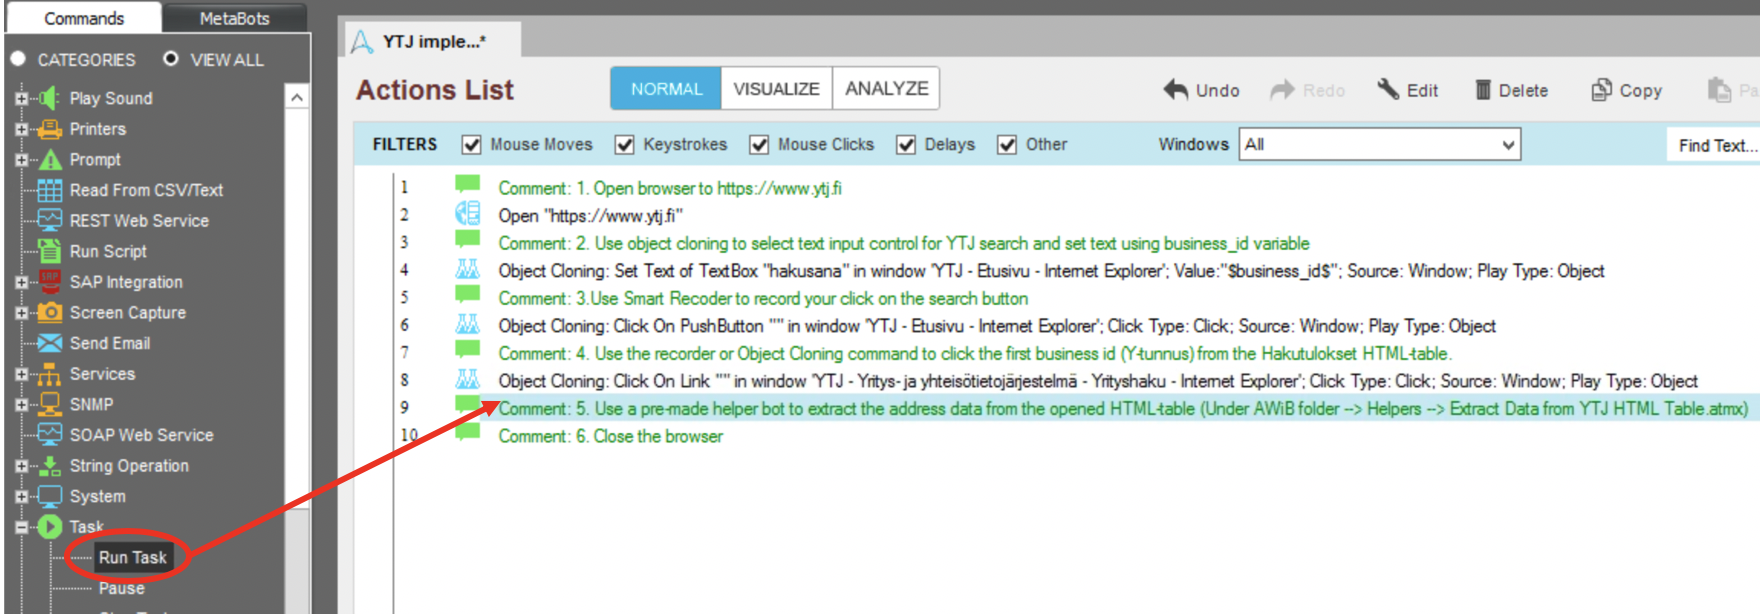 Commands
MetaBots
CATEGORIES
VIEW ALL
Play Sound
Printers
Prompt
Read From CSV/Text
REST Web Service
Run Script
SAP Integration
Screen Capture
Send Email
Services
SNMP
SOAP Web Service
String Operation
System
Task
Run Task
Pause
YTJ imple...*
Actions List
NORMAL
VISUALIZE
ANALYZE
Undo
Redo
Edit
Delete
Copy
Pa
FILTERS
Mouse Moves
Keystrokes
Mouse Clicks
Delays
Other
Windows
All
Find Text...
1 Comment: 1. Open browser to https://www.ytj.fi
2 Open "https://www.ytj.fi"
3 Comment: 2. Use object cloning to select text input control for YTJ search and set text using business_id variable
4 Object Cloning: Set Text of TextBox "hakusana" in window 'YTJ - Etusivu - Internet Explorer'; Value:"$business_id$"; Source: Window; Play Type: Object
5 Comment: 3.Use Smart Recoder to record your click on the search button
6 Object Cloning: Click On PushButton "" in window 'YTJ - Etusivu - Internet Explorer'; Click Type: Click; Source: Window; Play Type: Object
7 Comment: 4. Use the recorder or Object Cloning command to click the first business id (Y-tunnus) from the Hakutulokset HTML-table.
8 Object Cloning: Click On Link "" in window 'YTJ - Yritys- ja yhteisötietojärjestelmä - Yrityshaku - Internet Explorer'; Click Type: Click; Source: Window; Play Type: Object
9 Comment: 5. Use a pre-made helper bot to extract the address data from the opened HTML-table (Under AWiB folder --> Helpers --> Extract Data from YTJ HTML Table.atmx)
10 Comment: 6. Close the browser